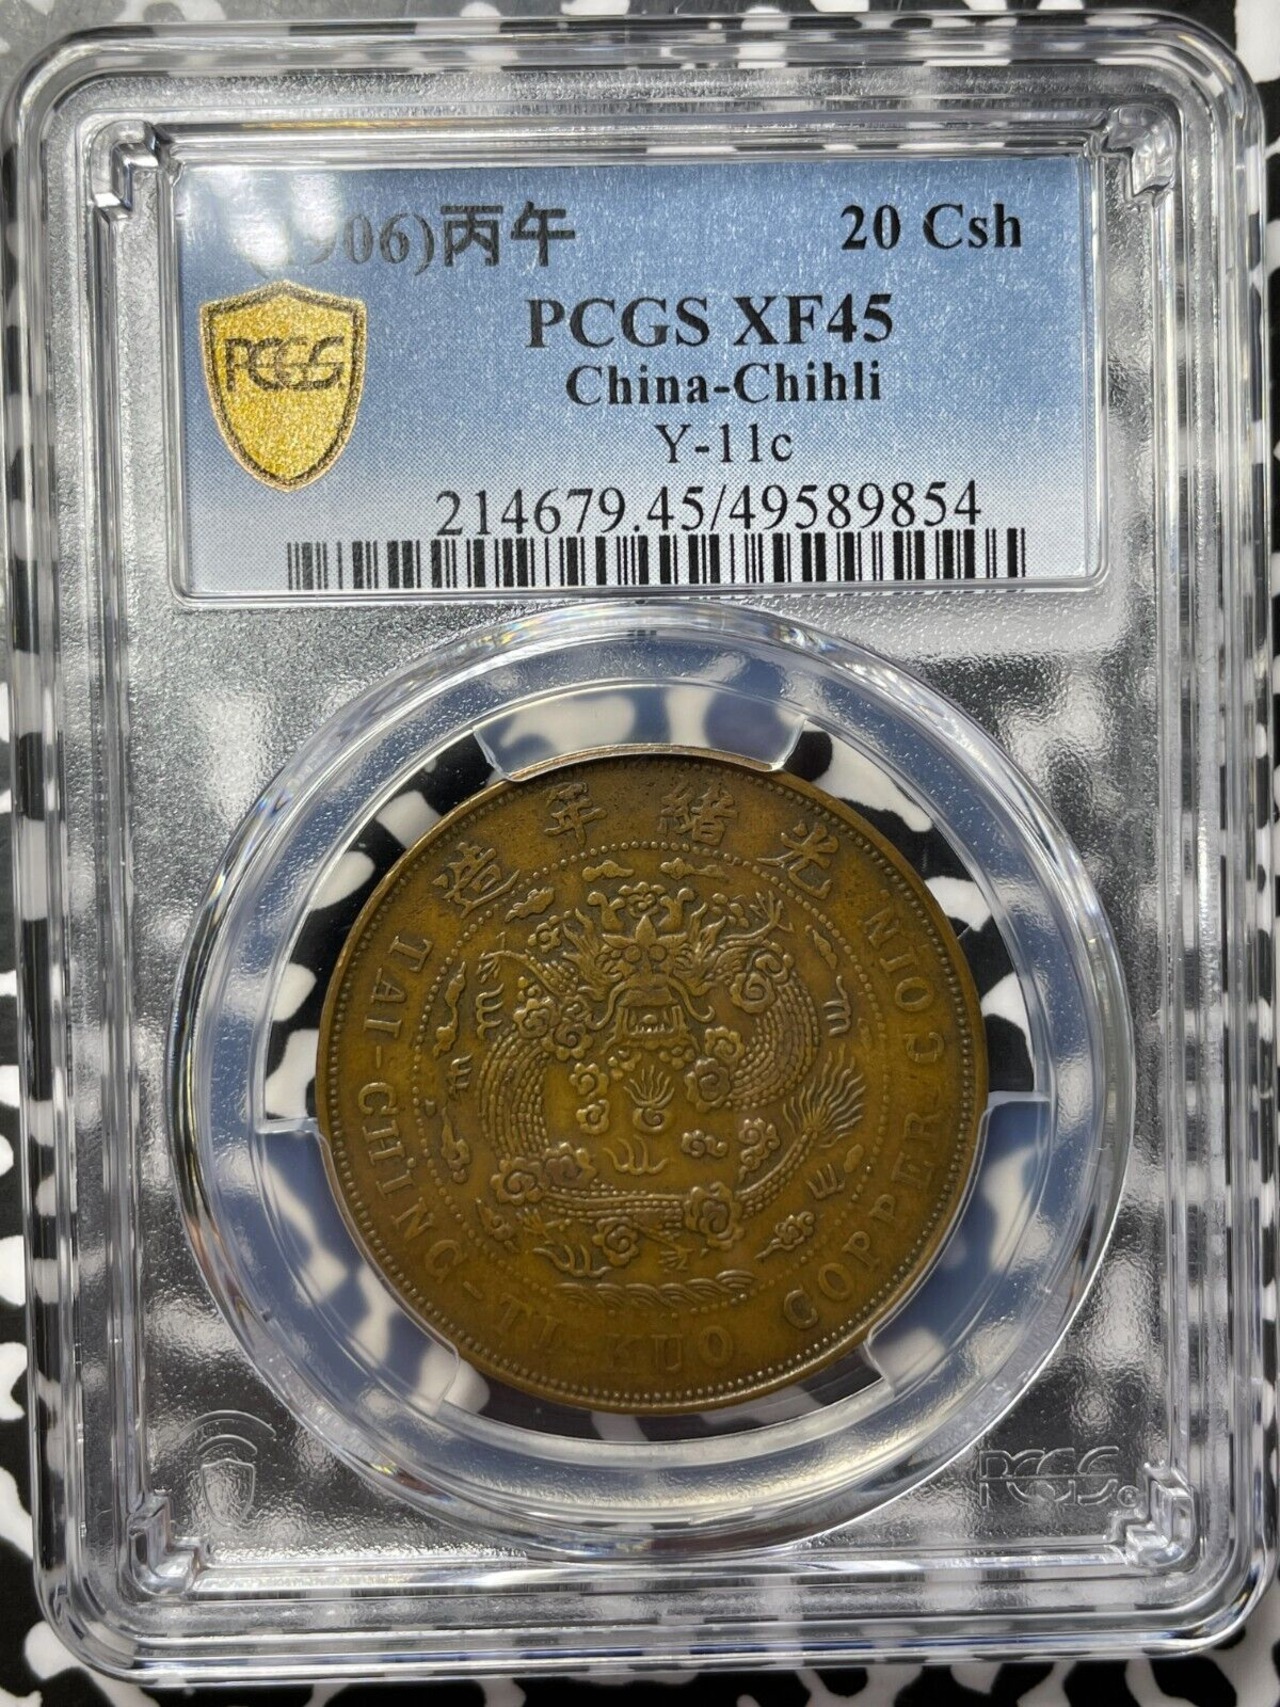 (1906)丙午 20 Csh
PCGS XF45
China-Chihli
Y-11c
214679.45/49589854
PCGS
光緒年造
TAI-CHING-TI-KUO COPPER COIN
PCGS